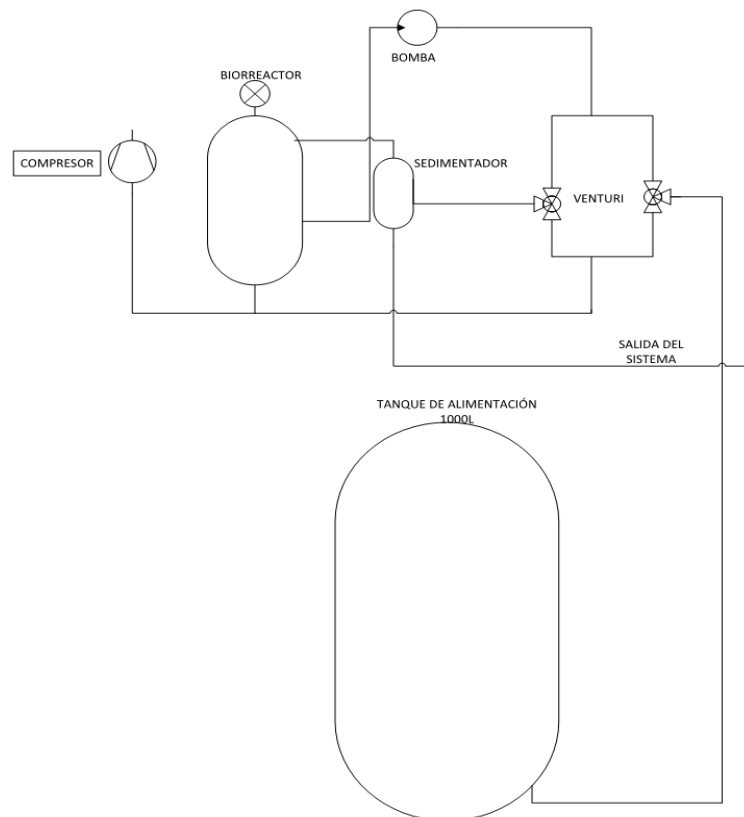 BOMBA
BIORREACTOR
COMPRESOR
SEDIMENTADOR
VENTURI
SALIDA DEL
SISTEMA
TANQUE DE ALIMENTACIÓN
1000L